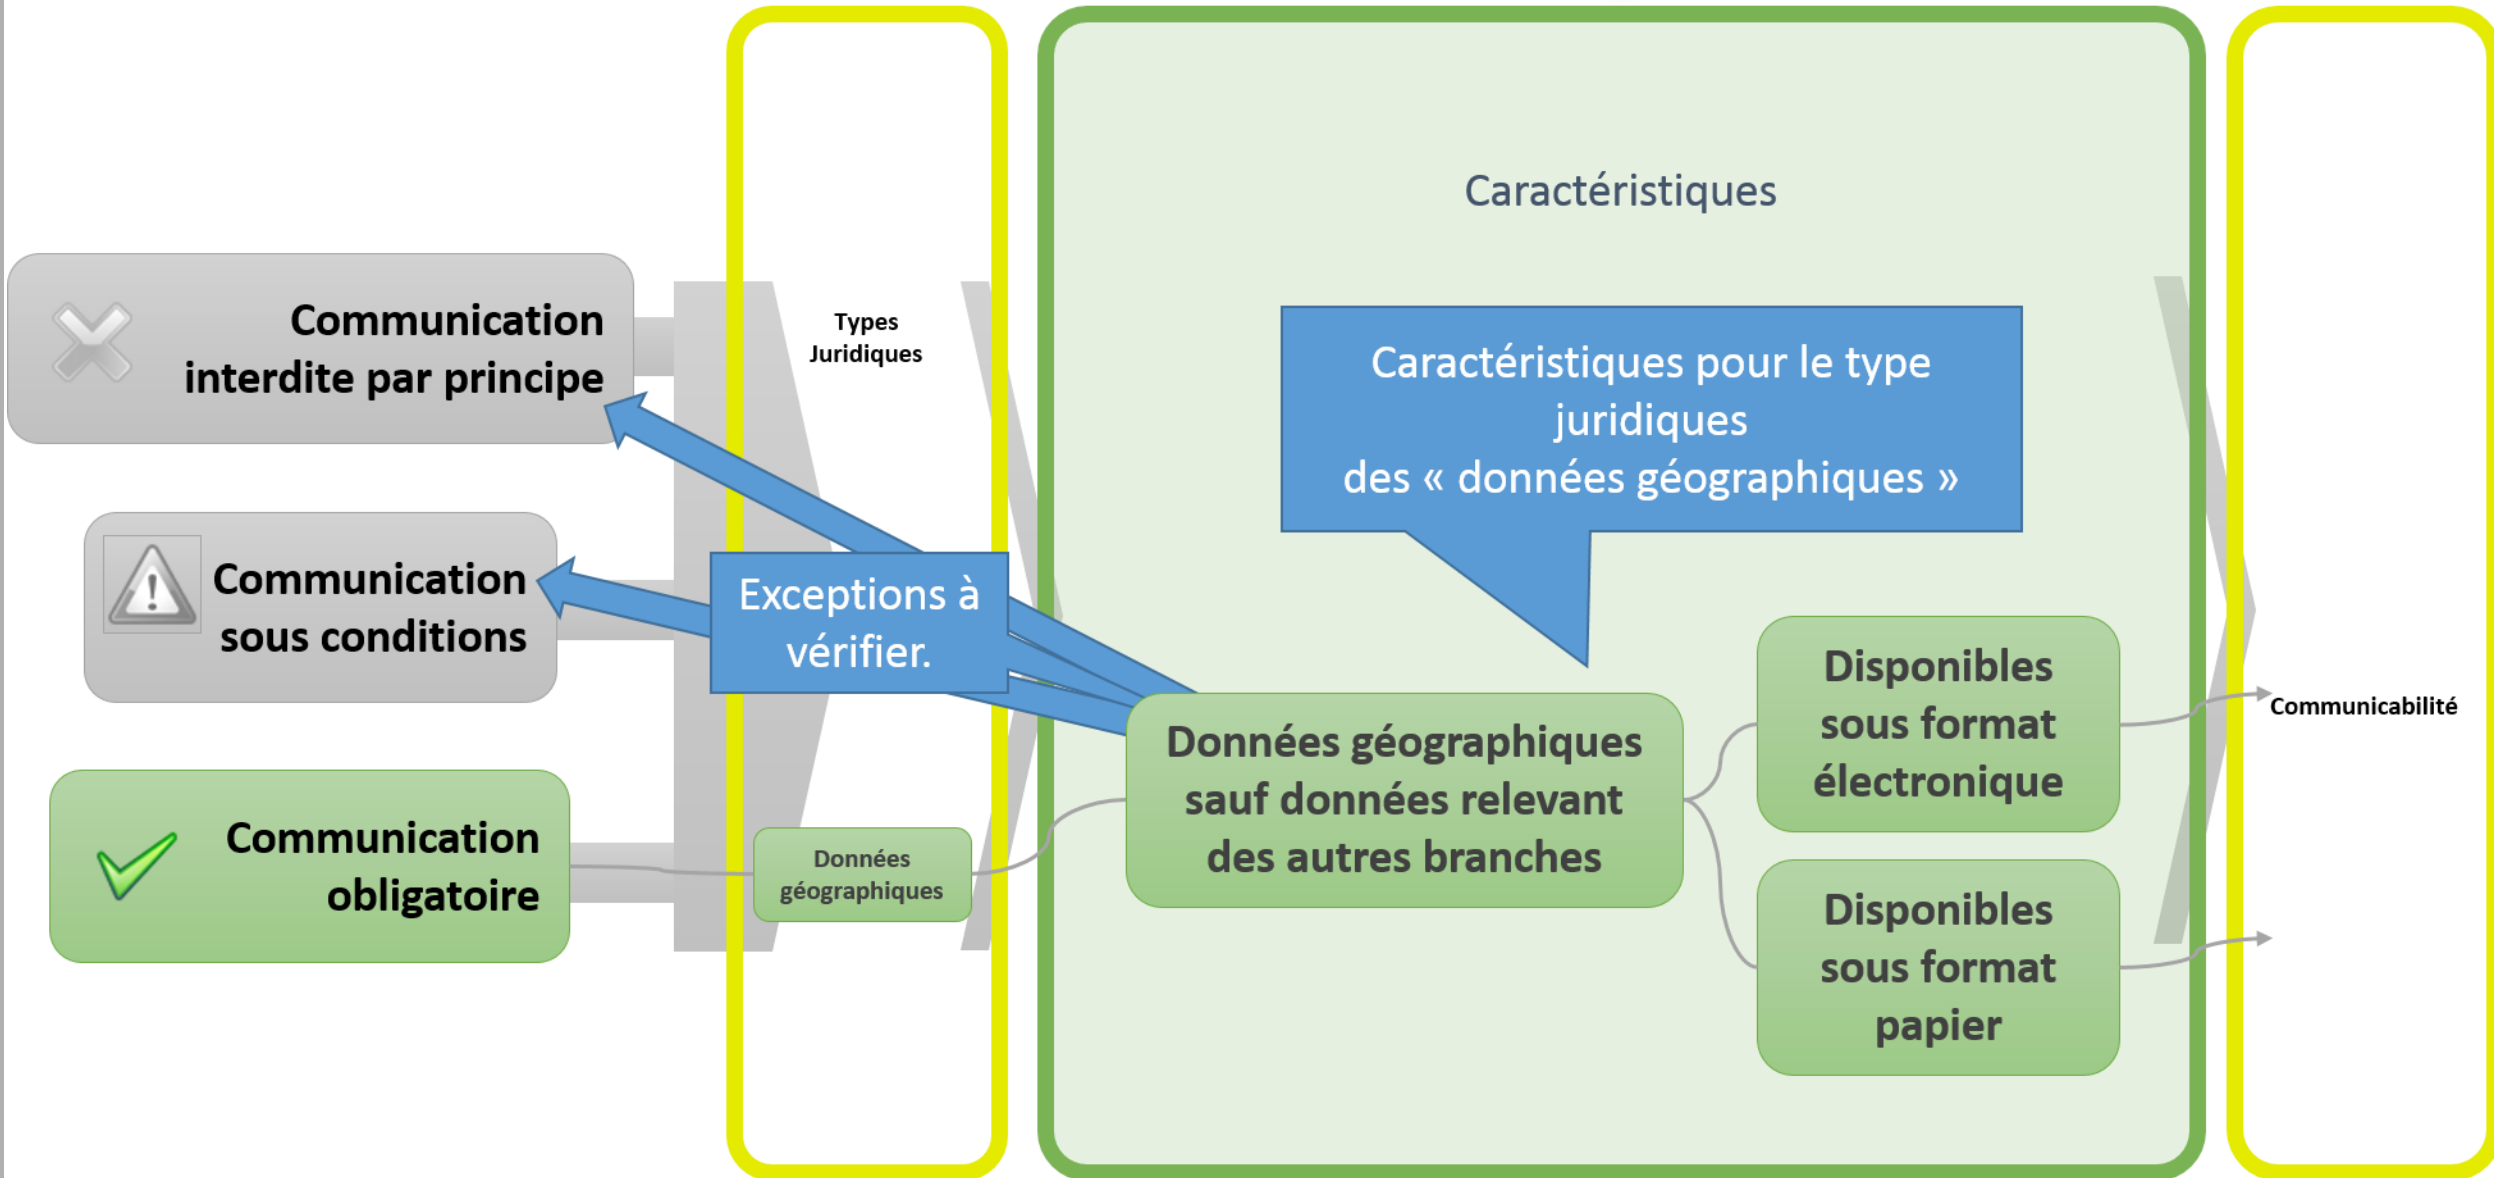 Communication
interdite par principe
Communication
sous conditions
Communication
obligatoire
Types
Juridiques
Données
géographiques
Exceptions à
vérifier.
Caractéristiques
Caractéristiques pour le type
juridiques
des « données géographiques »
Données géographiques
sauf données relevant
des autres branches
Disponibles
sous format
électronique
Disponibles
sous format
papier
Communicabilité